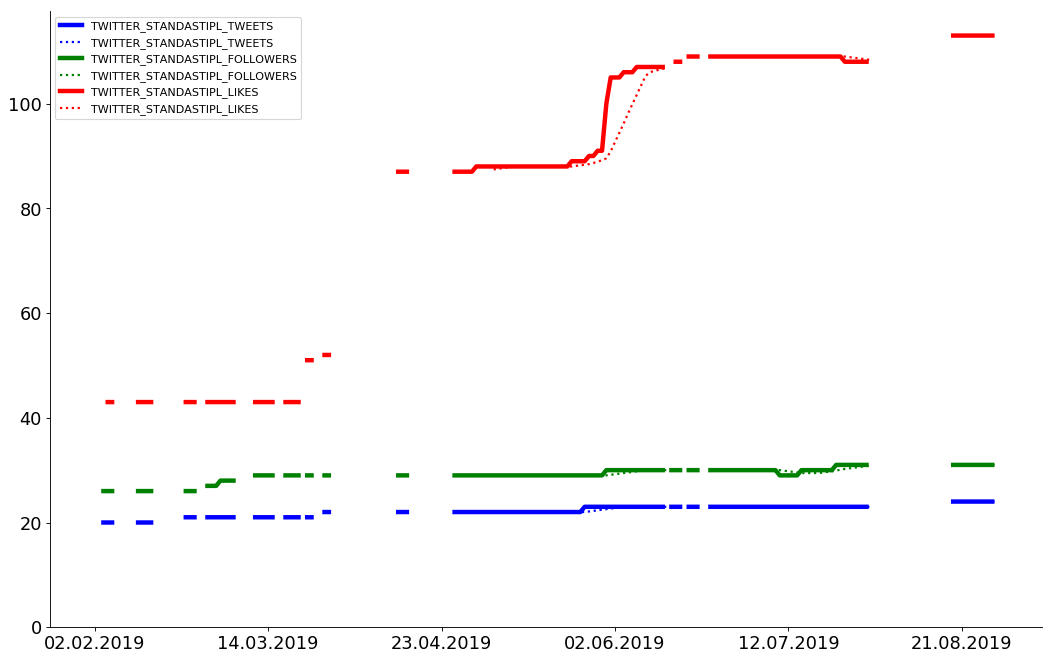 TWITTER_STANDASTIPL_TWEETS
TWITTER_STANDASTIPL_TWEETS
TWITTER_STANDASTIPL_FOLLOWERS
TWITTER_STANDASTIPL_FOLLOWERS
TWITTER_STANDASTIPL_LIKES
TWITTER_STANDASTIPL_LIKES
100
80
60
40
20
0
02.02.2019 14.03.2019 23.04.2019 02.06.2019 12.07.2019 21.08.2019